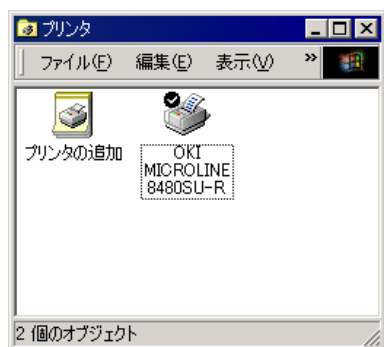 プリンタ
ファイル(F) 編集(E) 表示(V) »
プリンタの追加
OKI
MICROLINE
8480SU-R
2 個のオブジェクト